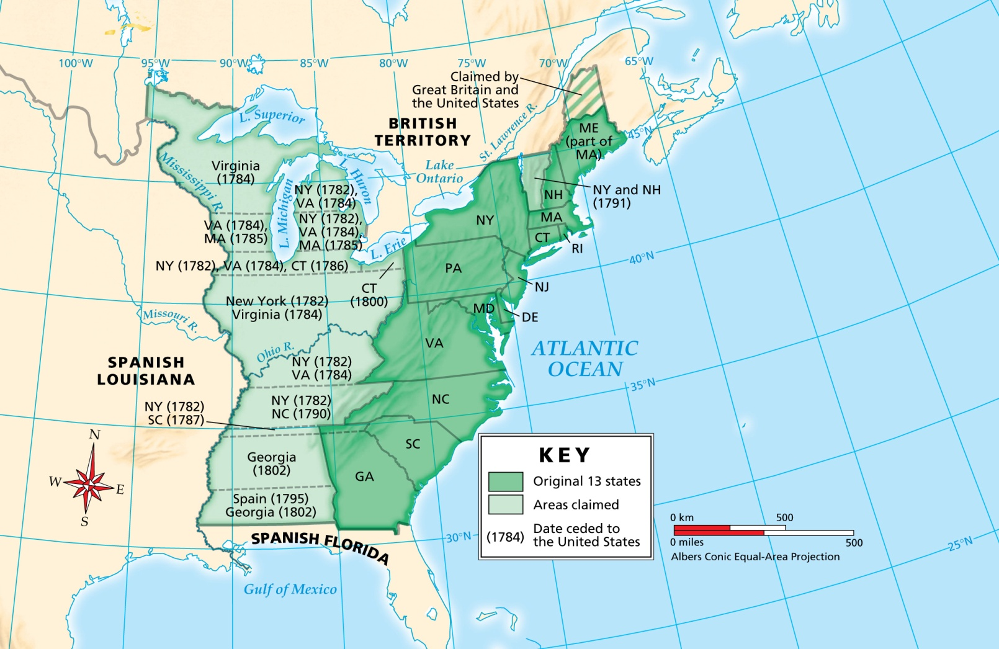 100°W
95°W
90°W
85°W
80°W
75°W
70°W
65°W
Claimed by
Great Britain and
the United States
L. Superior
BRITISH
TERRITORY
St. Lawrence R.
ME
(part of
MA)
45°N
Mississippi R.
Virginia
(1784)
L. Michigan
L. Huron
Lake
Ontario
NY (1782),
VA (1784)
NY and NH
(1791)
NH
VA (1784),
MA (1785)
NY (1782),
VA (1784),
MA (1785)
NY
MA
CT
RI
L. Erie
40°N
NY (1782), VA (1784), CT (1786)
PA
CT
(1800)
NJ
New York (1782)
Virginia (1784)
MD
DE
Missouri R.
VA
ATLANTIC
OCEAN
Ohio R.
NY (1782)
VA (1784)
SPANISH
LOUISIANA
35°N
NY (1782)
NC (1790)
NC
NY (1782)
SC (1787)
N
W
E
S
Georgia
(1802)
SC
GA
Spain (1795)
Georgia (1802)
SPANISH FLORIDA
30°N
Gulf of Mexico
KEY
Original 13 states
Areas claimed
(1784) Date ceded to
the United States
0 km 500
0 miles 500
Albers Conic Equal-Area Projection
25°N